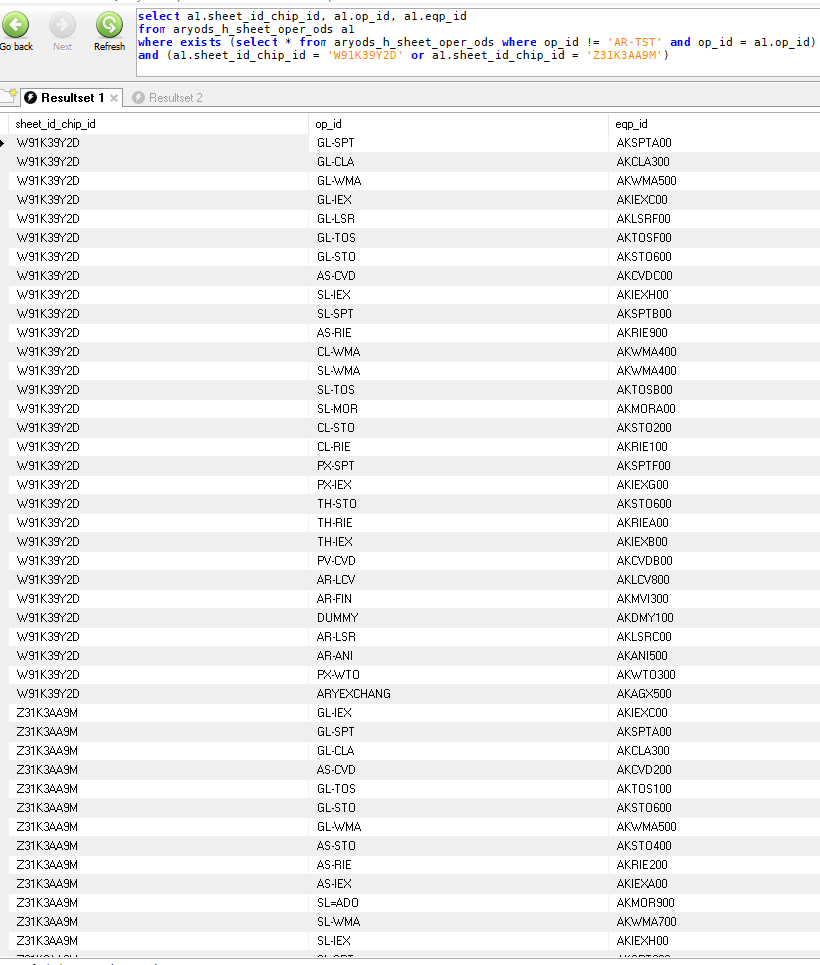 select a1.sheet_id_chip_id, a1.op_id, a1.eqp_id
from aryods_h_sheet_oper_ods a1
where exists (select * from aryods_h_sheet_oper_ods where op_id != 'AR-TST' and op_id = a1.op_id)
and (a1.sheet_id_chip_id = 'W91K39Y2D' or a1.sheet_id_chip_id = 'Z31K3AA9M')
Go back Next Refresh
Resultset 1 Resultset 2
sheet_id_chip_id op_id eqp_id
W91K39Y2D GL-SPT AKSPTA00
W91K39Y2D GL-CLA AKCLA300
W91K39Y2D GL-WMA AKWMA500
W91K39Y2D GL-IEX AKIEXC00
W91K39Y2D GL-LSR AKLSRF00
W91K39Y2D GL-TOS AKTOSF00
W91K39Y2D GL-STO AKSTO600
W91K39Y2D AS-CVD AKCVDC00
W91K39Y2D SL-IEX AKIEXH00
W91K39Y2D SL-SPT AKSPTB00
W91K39Y2D AS-RIE AKRIE900
W91K39Y2D CL-WMA AKWMA400
W91K39Y2D SL-WMA AKWMA400
W91K39Y2D SL-TOS AKTOSB00
W91K39Y2D SL-MOR AKMORA00
W91K39Y2D CL-STO AKSTO200
W91K39Y2D CL-RIE AKRIE100
W91K39Y2D PX-SPT AKSPTF00
W91K39Y2D PX-IEX AKIEXG00
W91K39Y2D TH-STO AKSTO600
W91K39Y2D TH-RIE AKRIEA00
W91K39Y2D TH-IEX AKIEXB00
W91K39Y2D PV-CVD AKCVDB00
W91K39Y2D AR-LCV AKLCV800
W91K39Y2D AR-FIN AKMVI300
W91K39Y2D DUMMY AKDMY100
W91K39Y2D AR-LSR AKLSRC00
W91K39Y2D AR-ANI AKANI500
W91K39Y2D PX-WTO AKWTO300
W91K39Y2D ARYEXCHANG AKAGX500
Z31K3AA9M GL-IEX AKIEXC00
Z31K3AA9M GL-SPT AKSPTA00
Z31K3AA9M GL-CLA AKCLA300
Z31K3AA9M AS-CVD AKCVD200
Z31K3AA9M GL-TOS AKTOS100
Z31K3AA9M GL-STO AKSTO600
Z31K3AA9M GL-WMA AKWMA500
Z31K3AA9M AS-STO AKSTO400
Z31K3AA9M AS-RIE AKRIE200
Z31K3AA9M AS-IEX AKIEXA00
Z31K3AA9M SL=ADO AKMOR900
Z31K3AA9M SL-WMA AKWMA700
Z31K3AA9M SL-IEX AKIEXH00